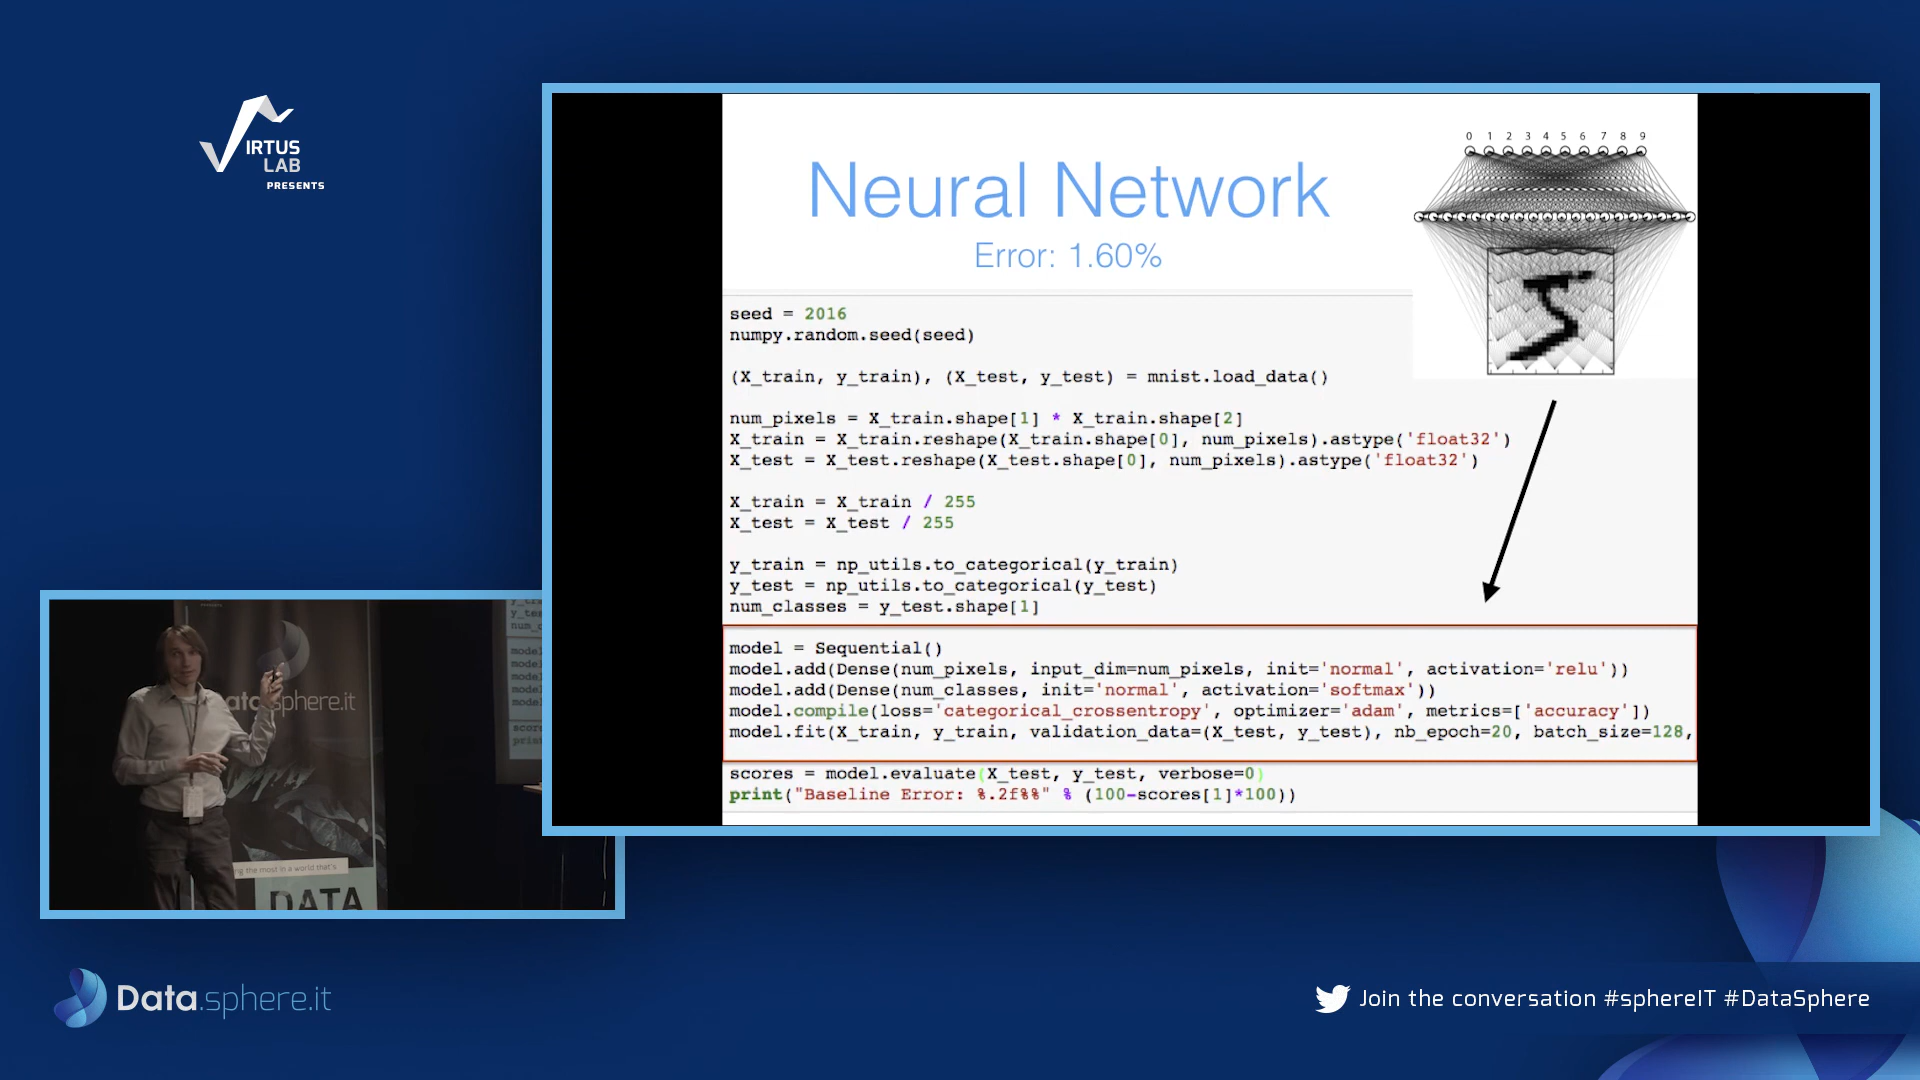 VIRTUS
LAB
PRESENTS
Neural Network
Error: 1.60%
0 1 2 3 4 5 6 7 8 9
seed = 2016
numpy.random.seed(seed)
(X_train, y_train), (X_test, y_test) = mnist.load_data()
num_pixels = X_train.shape[1] * X_train.shape[2]
X_train = X_train.reshape(X_train.shape[0], num_pixels).astype('float32')
X_test = X_test.reshape(X_test.shape[0], num_pixels).astype('float32')
X_train = X_train / 255
X_test = X_test / 255
y_train = np_utils.to_categorical(y_train)
y_test = np_utils.to_categorical(y_test)
num_classes = y_test.shape[1]
model = Sequential()
model.add(Dense(num_pixels, input_dim=num_pixels, init='normal', activation='relu'))
model.add(Dense(num_classes, init='normal', activation='softmax'))
model.compile(loss='categorical_crossentropy', optimizer='adam', metrics=['accuracy'])
model.fit(X_train, y_train, validation_data=(X_test, y_test), nb_epoch=20, batch_size=128,
scores = model.evaluate(X_test, y_test, verbose=0)
print("Baseline Error: %.2f%%" % (100-scores[1]*100))
sphere.it
the most in a world that's
DATA
Data.sphere.it
Join the conversation #sphereIT #DataSphere